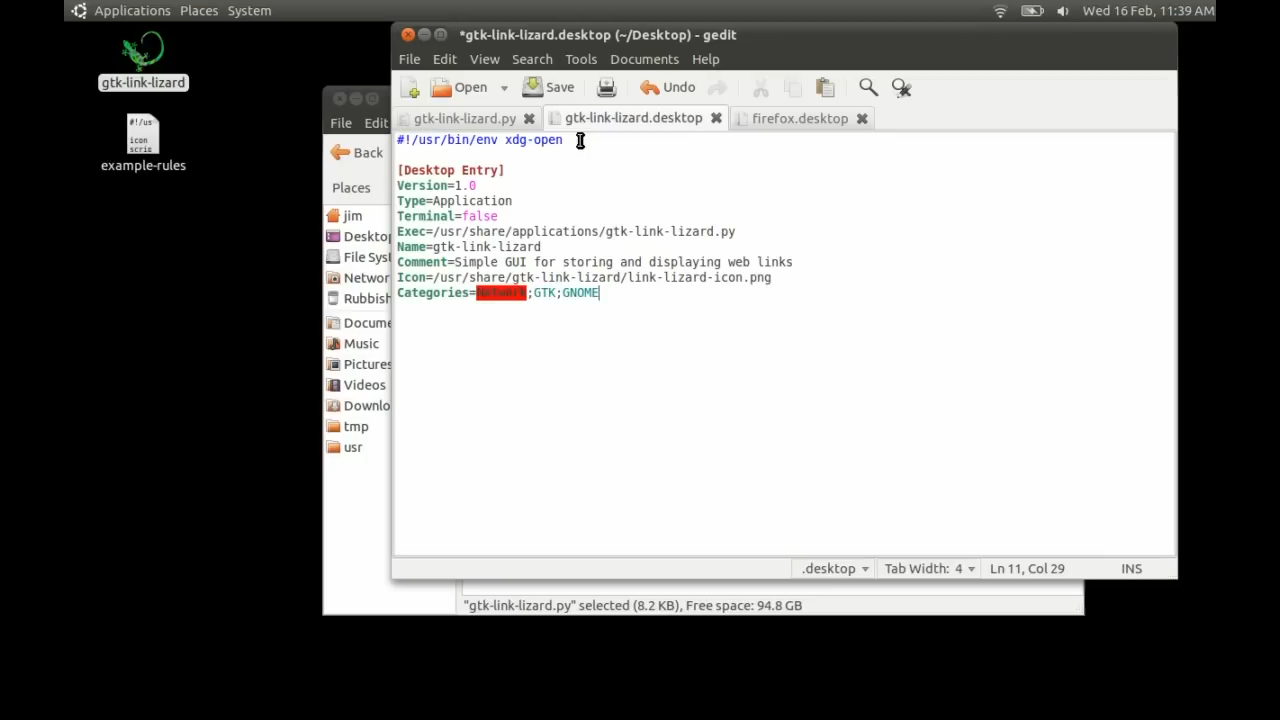 Applications Places System
Wed 16 Feb, 11:39 AM
gtk-link-lizard
#!/us
icon
scris
example-rules
File Edit
Back
Places
jim
Deskto
File Sys
Networ
Rubbish
Docume
Music
Pictures
Videos
Downlo
tmp
usr
"gtk-link-lizard.py" selected (8.2 KB), Free space: 94.8 GB
*gtk-link-lizard.desktop (~/Desktop) - gedit
File Edit View Search Tools Documents Help
Open Save Undo
gtk-link-lizard.py gtk-link-lizard.desktop firefox.desktop
#!/usr/bin/env xdg-open
[Desktop Entry]
Version=1.0
Type=Application
Terminal=false
Exec=/usr/share/applications/gtk-link-lizard.py
Name=gtk-link-lizard
Comment=Simple GUI for storing and displaying web links
Icon=/usr/share/gtk-link-lizard/link-lizard-icon.png
Categories=Network;GTK;GNOME
.desktop Tab Width: 4 Ln 11, Col 29 INS